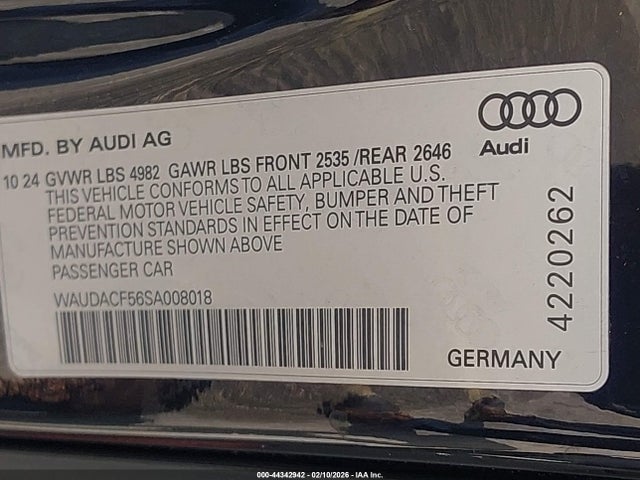 MFD. BY AUDI AG
Audi
10 24 GVWR LBS 4982 GAWR LBS FRONT 2535 /REAR 2646
THIS VEHICLE CONFORMS TO ALL APPLICABLE U.S.
FEDERAL MOTOR VEHICLE SAFETY, BUMPER AND THEFT
PREVENTION STANDARDS IN EFFECT ON THE DATE OF
MANUFACTURE SHOWN ABOVE
PASSENGER CAR
WAUDACF56SA008018
4220262
GERMANY
000-44342942 - 02/10/2026 - IAA Inc.